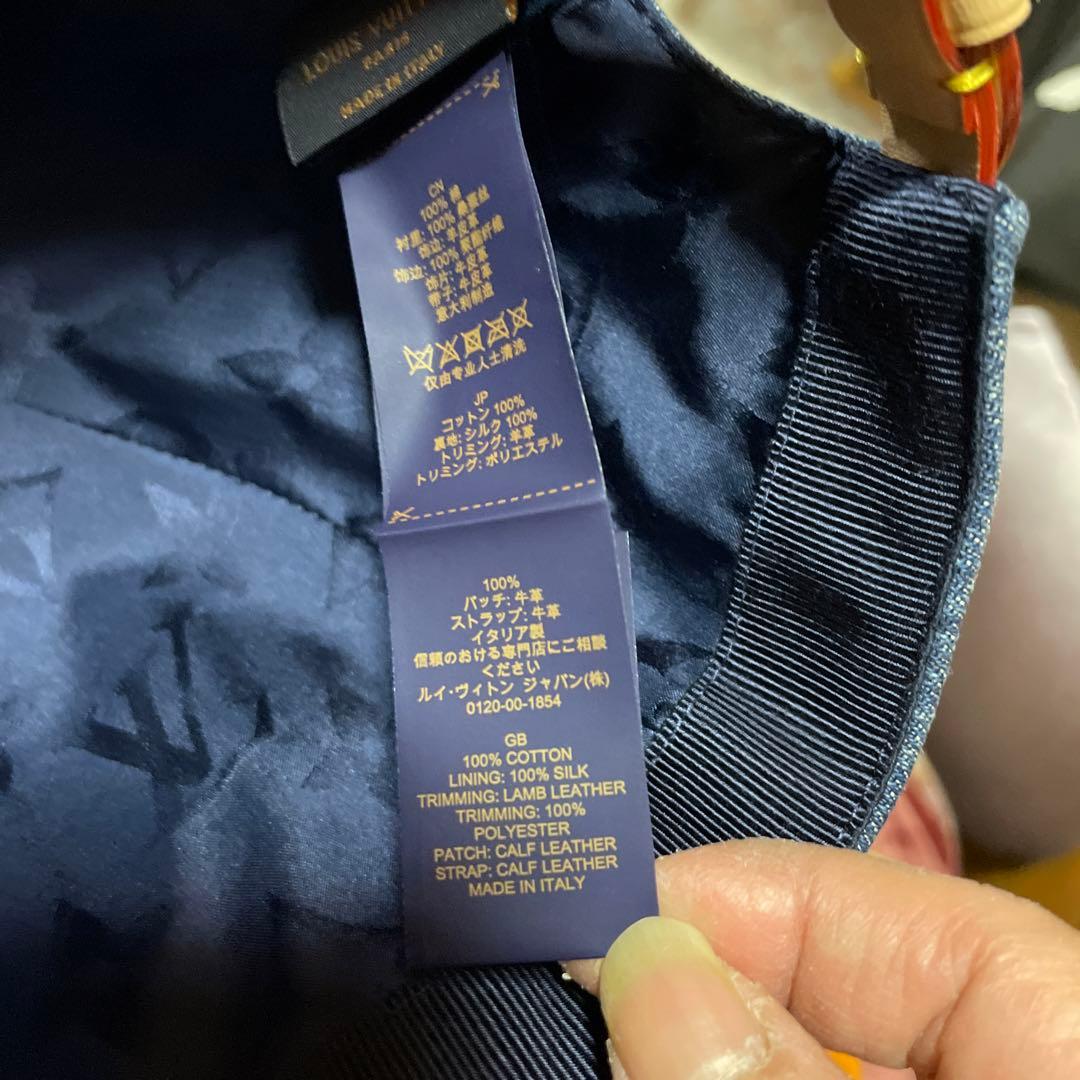 LOUIS VUIT
PARIS
MADE IN ITALY
CN
100% 棉
衬里: 100% 桑蚕丝
饰边: 羊皮革
饰边: 100% 聚酯纤维
饰片: 牛皮革
带子: 牛皮革
意大利制造
仅由专业人士清洗
JP
コットン 100%
裏地: シルク 100%
トリミング: 羊革
トリミング: ポリエステル
100%
パッチ: 牛革
ストラップ: 牛革
イタリア製
信頼のおける専門店にご相談
ください
ルイ・ヴィトン ジャパン(株)
0120-00-1854
GB
100% COTTON
LINING: 100% SILK
TRIMMING: LAMB LEATHER
TRIMMING: 100%
POLYESTER
PATCH: CALF LEATHER
STRAP: CALF LEATHER
MADE IN ITALY